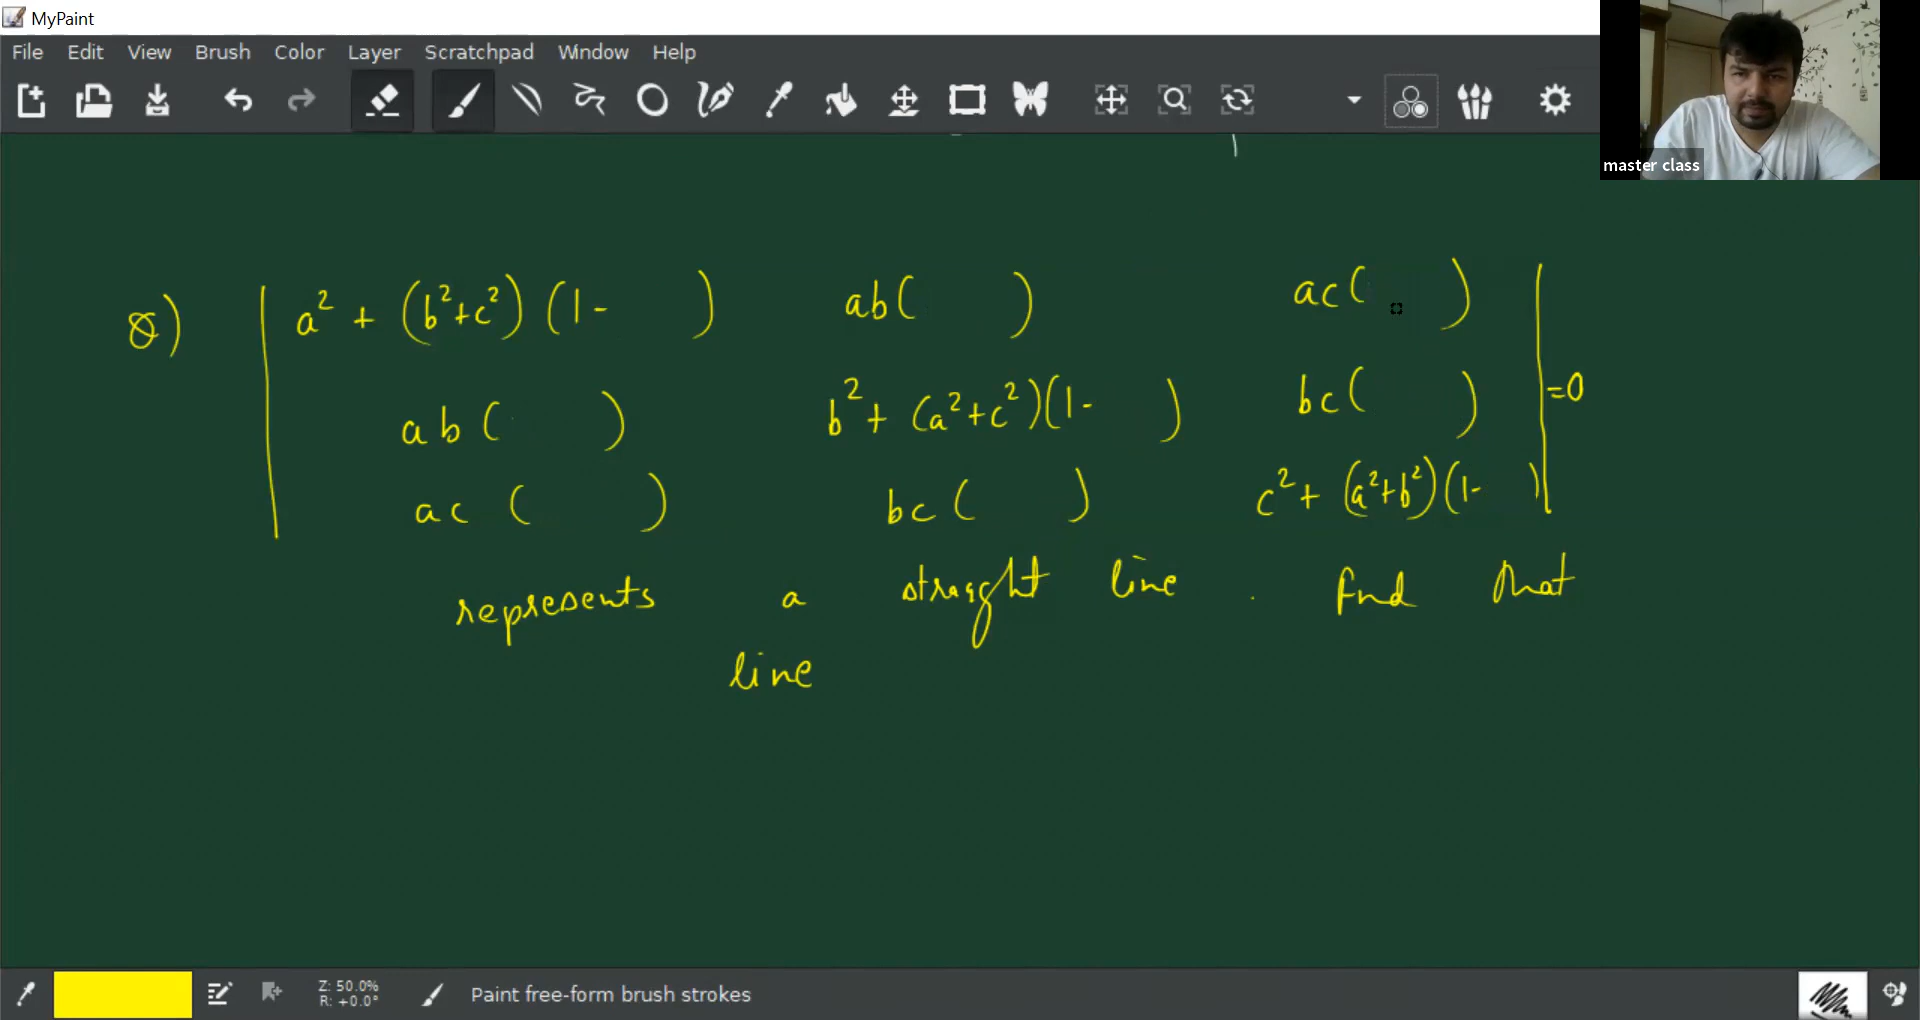 MyPaint
File Edit View Brush Color Layer Scratchpad Window Help
master class
Q) | a² + (b²+c²) (1-   )   ab(   )   ac(   ) |
ab (   )   b² + (a²+c²)(1-   )   bc(   ) | =0
ac (   )   bc (   )   c² + (a²+b²)(1-   ) |
represents a straight line . find that
line
Z: 50.0%
R: +0.0°
Paint free-form brush strokes